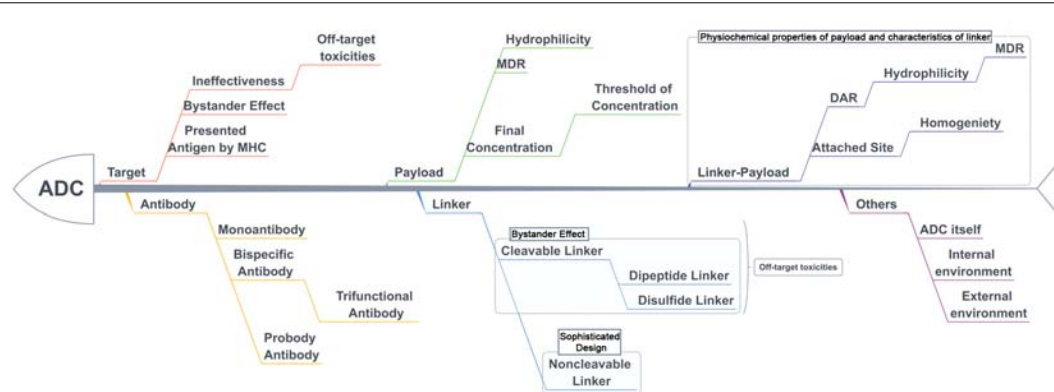 ADC
Target
Ineffectiveness
Off-target
toxicities
Bystander Effect
Presented
Antigen by MHC
Payload
Hydrophilicity
MDR
Final
Concentration
Threshold of
Concentration
Physiochemical properties of payload and characteristics of linker
Linker-Payload
DAR
Hydrophilicity
MDR
Attached Site
Homogeniety
Antibody
Monoantibody
Bispecific
Antibody
Trifunctional
Antibody
Probody
Antibody
Linker
Bystander Effect
Cleavable Linker
Dipeptide Linker
Disulfide Linker
Off-target toxicities
Sophisticated
Design
Noncleavable
Linker
Others
ADC itself
Internal
environment
External
environment